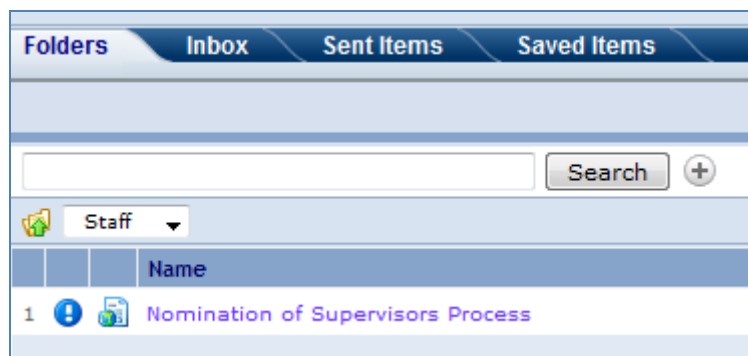 Folders Inbox Sent Items Saved Items
Search
Staff
Name
1 Nomination of Supervisors Process